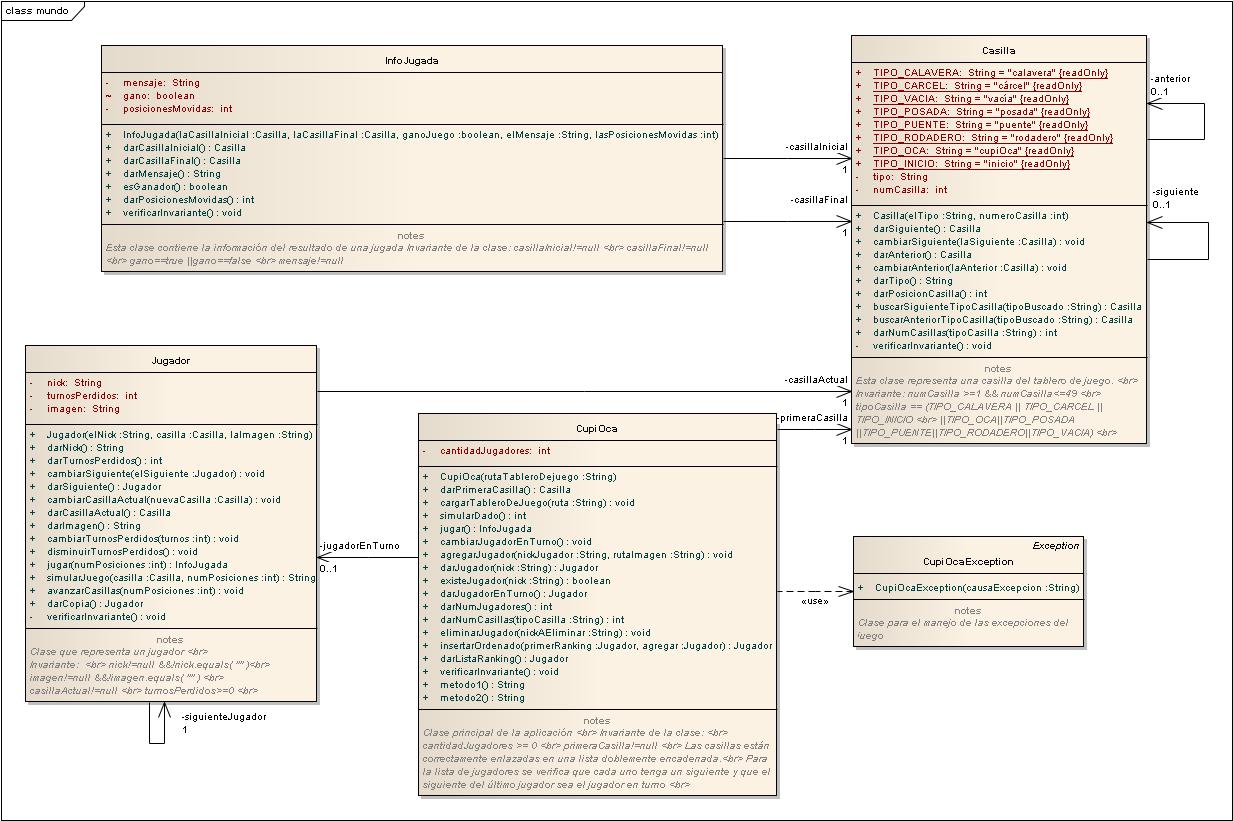 class mundo
InfoJugada
- mensaje: String
~ gano: boolean
- posicionesMovidas: int
+ InfoJugada(laCasillaInicial :Casilla, laCasillaFinal :Casilla, ganoJuego :boolean, elMensaje :String, lasPosicionesMovidas :int)
+ darCasillaInicial() : Casilla
+ darCasillaFinal() : Casilla
+ darMensaje() : String
+ esGanador() : boolean
+ darPosicionesMovidas() : int
+ verificarInvariante() : void
notes
Esta clase contiene la información del resultado de una jugada Invariante de la clase: casillaInicial!=null <br> casillaFinal!=null
<br> gano==true ||gano==false <br> mensaje!=null
-casillaInicial
1
-casillaFinal
1
Casilla
+ TIPO_CALAVERA: String = "calavera" {readOnly}
+ TIPO_CARCEL: String = "cárcel" {readOnly}
+ TIPO_VACIA: String = "vacía" {readOnly}
+ TIPO_POSADA: String = "posada" {readOnly}
+ TIPO_PUENTE: String = "puente" {readOnly}
+ TIPO_RODADERO: String = "rodadero" {readOnly}
+ TIPO_OCA: String = "cupiOca" {readOnly}
+ TIPO_INICIO: String = "inicio" {readOnly}
- tipo: String
- numCasilla: int
+ Casilla(elTipo :String, numeroCasilla :int)
+ darSiguiente() : Casilla
+ cambiarSiguiente(laSiguiente :Casilla) : void
+ darAnterior() : Casilla
+ cambiarAnterior(laAnterior :Casilla) : void
+ darTipo() : String
+ darPosicionCasilla() : int
+ buscarSiguienteTipoCasilla(tipoBuscado :String) : Casilla
+ buscarAnteriorTipoCasilla(tipoBuscado :String) : Casilla
+ darNumCasillas(tipoCasilla :String) : int
- verificarInvariante() : void
notes
Esta clase representa una casilla del tablero de juego. <br>
Invariante: numCasilla >=1 && numCasilla<=49 <br>
tipoCasilla == (TIPO_CALAVERA || TIPO_CARCEL ||
TIPO_INICIO <br> ||TIPO_OCA||TIPO_POSADA
||TIPO_PUENTE||TIPO_RODADERO||TIPO_VACIA) <br>
-anterior
0..1
-siguiente
0..1
Jugador
- nick: String
- turnosPerdidos: int
- imagen: String
+ Jugador(elNick :String, casilla :Casilla, laImagen :String)
+ darNick() : String
+ darTurnosPerdidos() : int
+ cambiarSiguiente(elSiguiente :Jugador) : void
+ darSiguiente() : Jugador
+ cambiarCasillaActual(nuevaCasilla :Casilla) : void
+ darCasillaActual() : Casilla
+ darImagen() : String
+ cambiarTurnosPerdidos(turnos :int) : void
+ disminuirTurnosPerdidos() : void
+ jugar(numPosiciones :int) : InfoJugada
+ simularJuego(casilla :Casilla, numPosiciones :int) : String
+ avanzarCasillas(numPosiciones :int) : void
+ darCopia() : Jugador
- verificarInvariante() : void
notes
Clase que representa un jugador <br>
Invariante: <br> nick!=null &&!nick.equals( "" )<br>
imagen!=null &&!imagen.equals( "" ) <br>
casillaActual!=null <br> turnosPerdidos>=0 <br>
-siguienteJugador
1
-casillaActual
1
-primeraCasilla
1
-jugadorEnTurno
0..1
CupiOca
- cantidadJugadores: int
+ CupiOca(rutaTableroDejuego :String)
+ darPrimeraCasilla() : Casilla
+ cargarTableroDeJuego(ruta :String) : void
+ simularDado() : int
+ jugar() : InfoJugada
+ cambiarJugadorEnTurno() : void
+ agregarJugador(nickJugador :String, rutaImagen :String) : void
+ darJugador(nick :String) : Jugador
+ existeJugador(nick :String) : boolean
+ darJugadorEnTurno() : Jugador
+ darNumJugadores() : int
+ darNumCasillas(tipoCasilla :String) : int
+ eliminarJugador(nickAEliminar :String) : void
+ insertarOrdenado(primerRanking :Jugador, agregar :Jugador) : Jugador
+ darListaRanking() : Jugador
+ verificarInvariante() : void
+ metodo1() : String
+ metodo2() : String
notes
Clase principal de la aplicación <br> Invariante de la clase: <br>
cantidadJugadores >= 0 <br> primeraCasilla!=null <br> Las casillas están
correctamente enlazadas en una lista doblemente encadenada.<br> Para
la lista de jugadores se verifica que cada uno tenga un siguiente y que el
siguiente del último jugador sea el jugador en turno <br>
«use»
Exception
CupiOcaException
+ CupiOcaException(causaExcepcion :String)
notes
Clase para el manejo de las excepciones del
juego